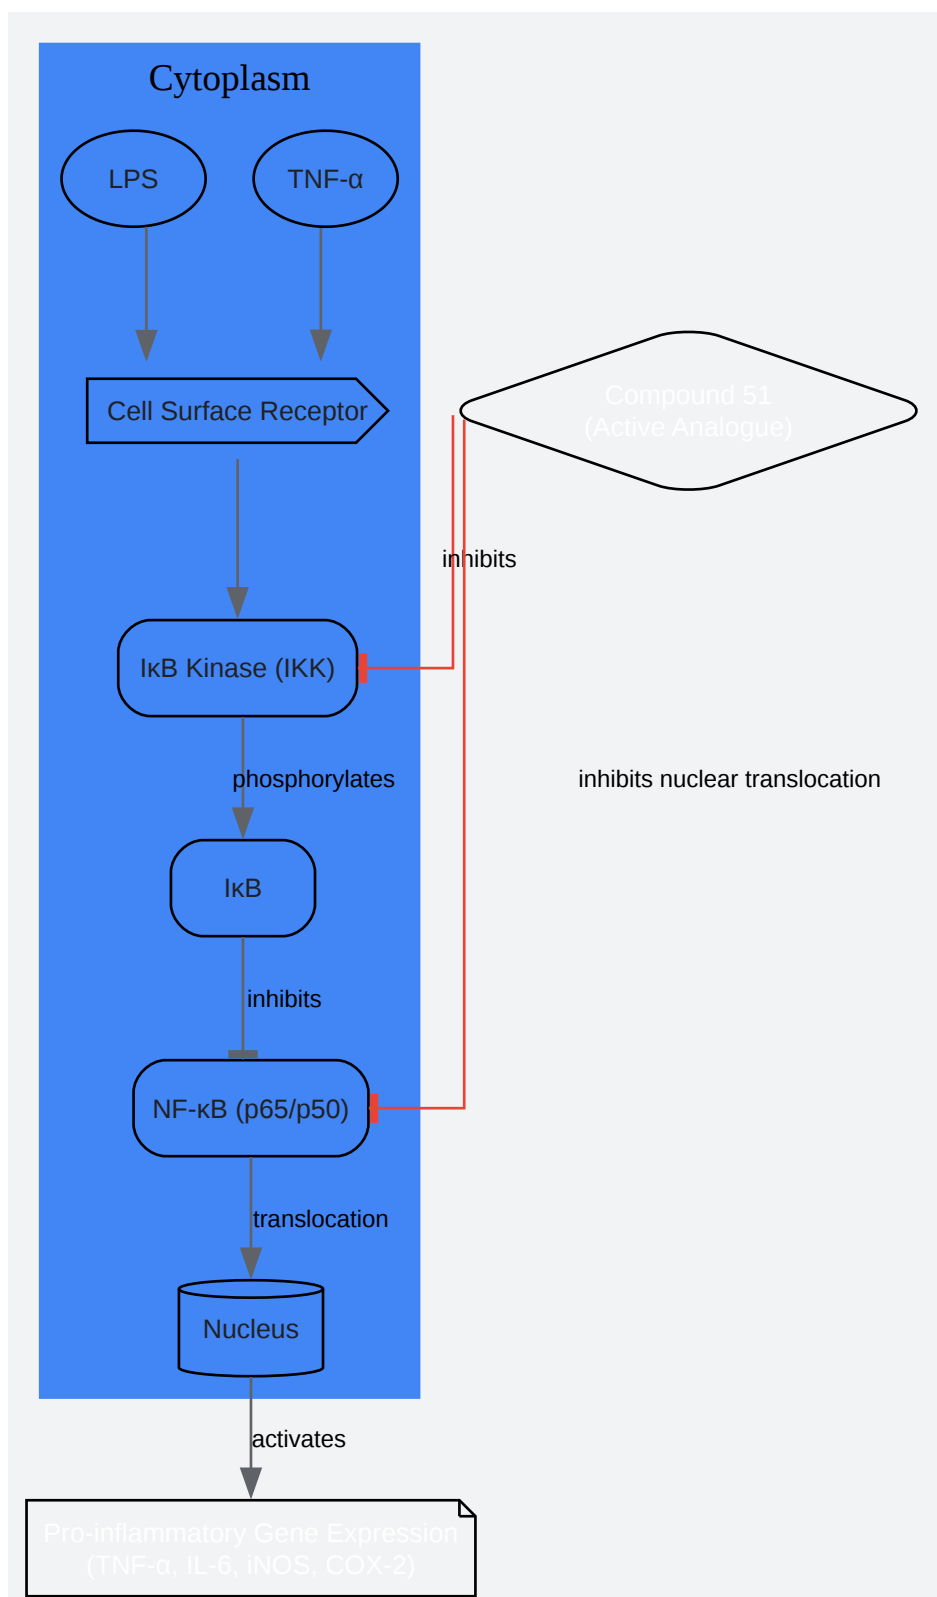 Cytoplasm
LPS
TNF-α
Cell Surface Receptor
Compound 51
(Active Analogue)
inhibits
IκB Kinase (IKK)
phosphorylates
inhibits nuclear translocation
IκB
inhibits
NF-κB (p65/p50)
translocation
Nucleus
activates
Pro-inflammatory Gene Expression
(TNF-α, IL-6, iNOS, COX-2)